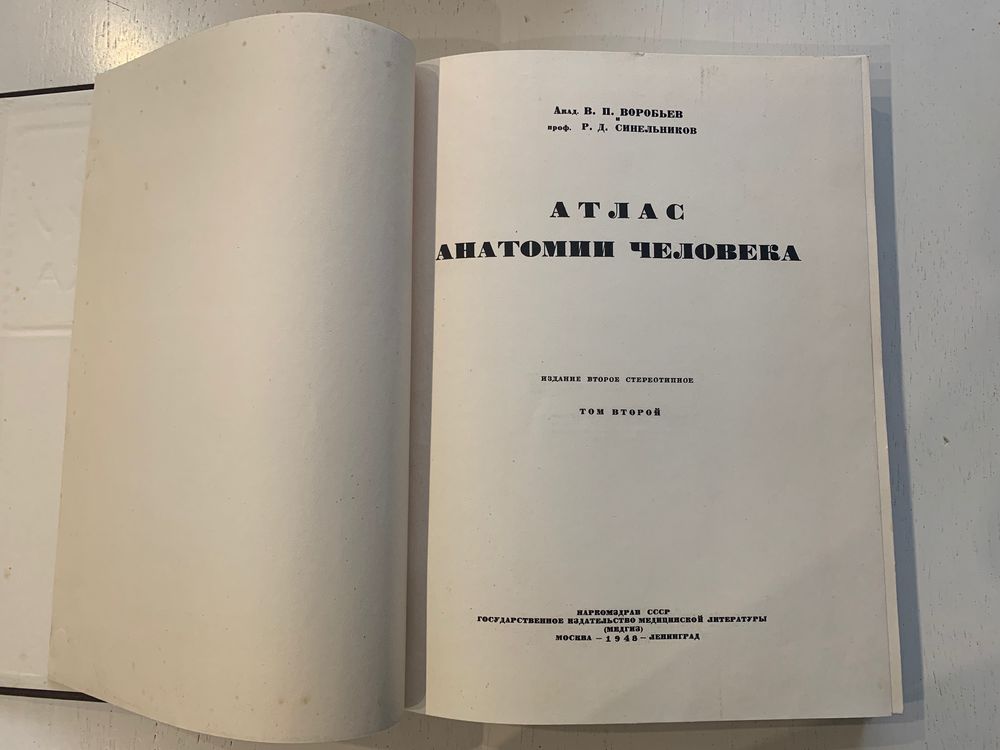 Акад. В. П. ВОРОБЬЕВ
и
проф. Р. Д. СИНЕЛЬНИКОВ
АТЛАС
АНАТОМИИ ЧЕЛОВЕКА
ИЗДАНИЕ ВТОРОЕ СТЕРЕОТИПНОЕ
ТОМ ВТОРОЙ
НАРКОМЗДРАВ СССР
ГОСУДАРСТВЕННОЕ ИЗДАТЕЛЬСТВО МЕДИЦИНСКОЙ ЛИТЕРАТУРЫ
(МЕДГИЗ)
МОСКВА — 1948 — ЛЕНИНГРАД